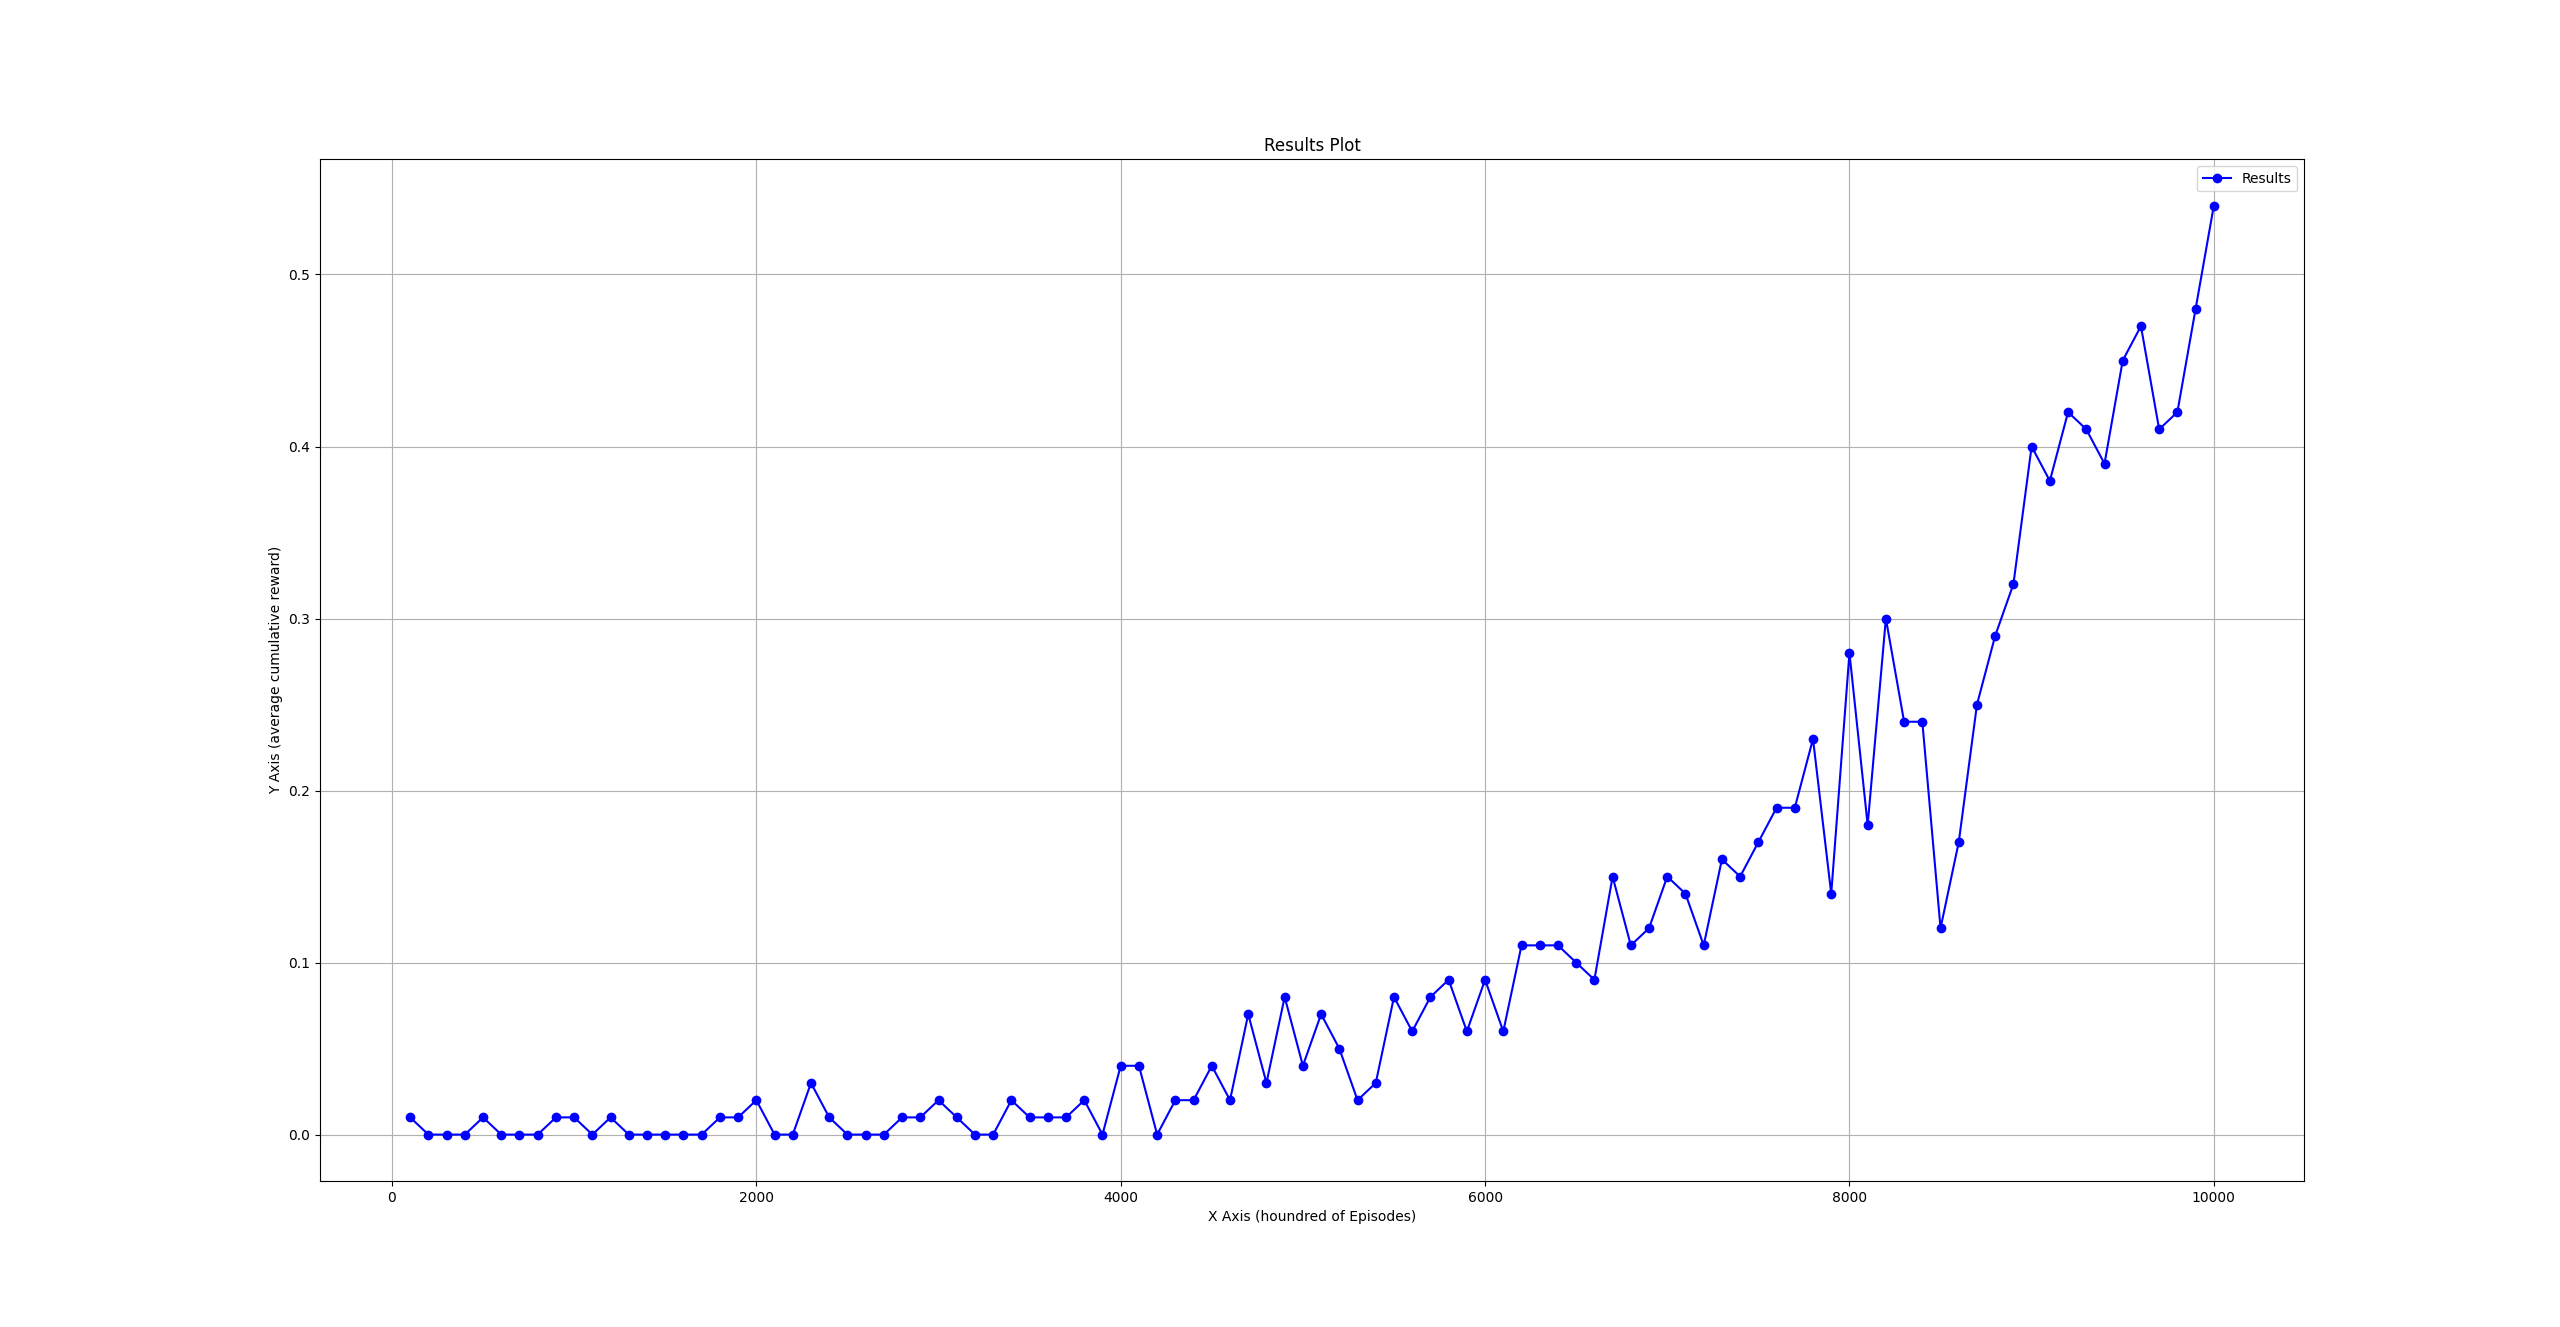 Results Plot
Results
0.5
0.4
0.3
0.2
0.1
0.0
Y Axis (average cumulative reward)
0 2000 4000 6000 8000 10000
X Axis (houndred of Episodes)